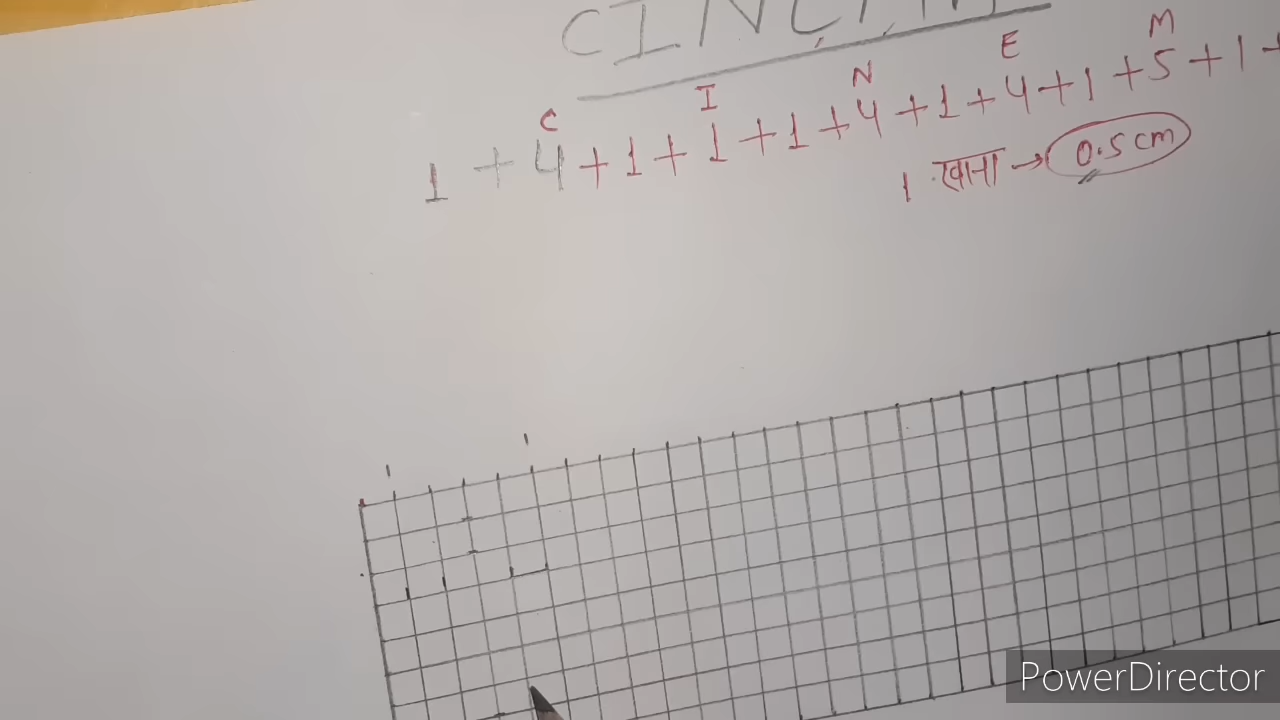 C I N E M
1 + 4 + 1 + 1 + 1 + 4 + 1 + 4 + 1 + 5 + 1 +
1 खाना → 0.5 cm
PowerDirector